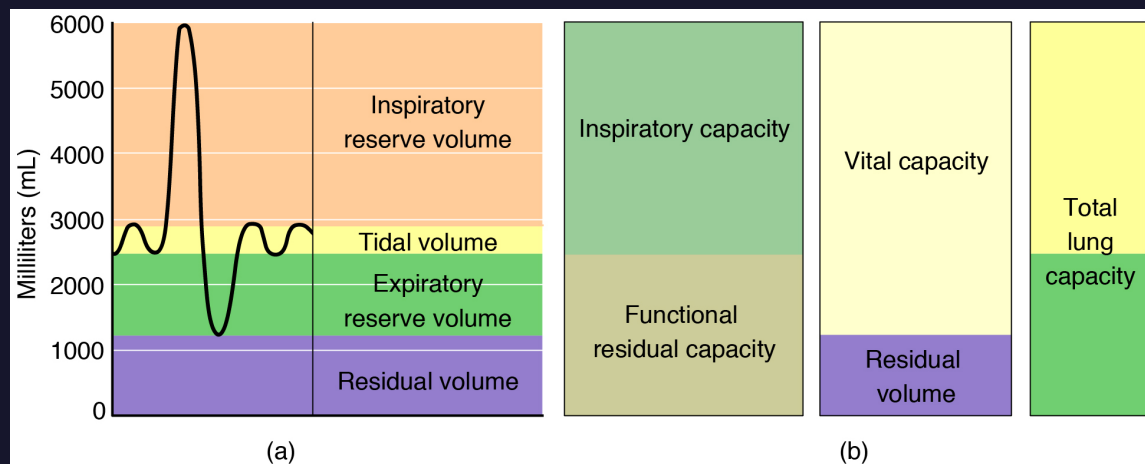 6000
5000
4000
3000
2000
1000
0
Milliliters (mL)
Inspiratory
reserve volume
Tidal volume
Expiratory
reserve volume
Residual volume
(a)
Inspiratory capacity
Functional
residual capacity
Vital capacity
Residual
volume
Total
lung
capacity
(b)